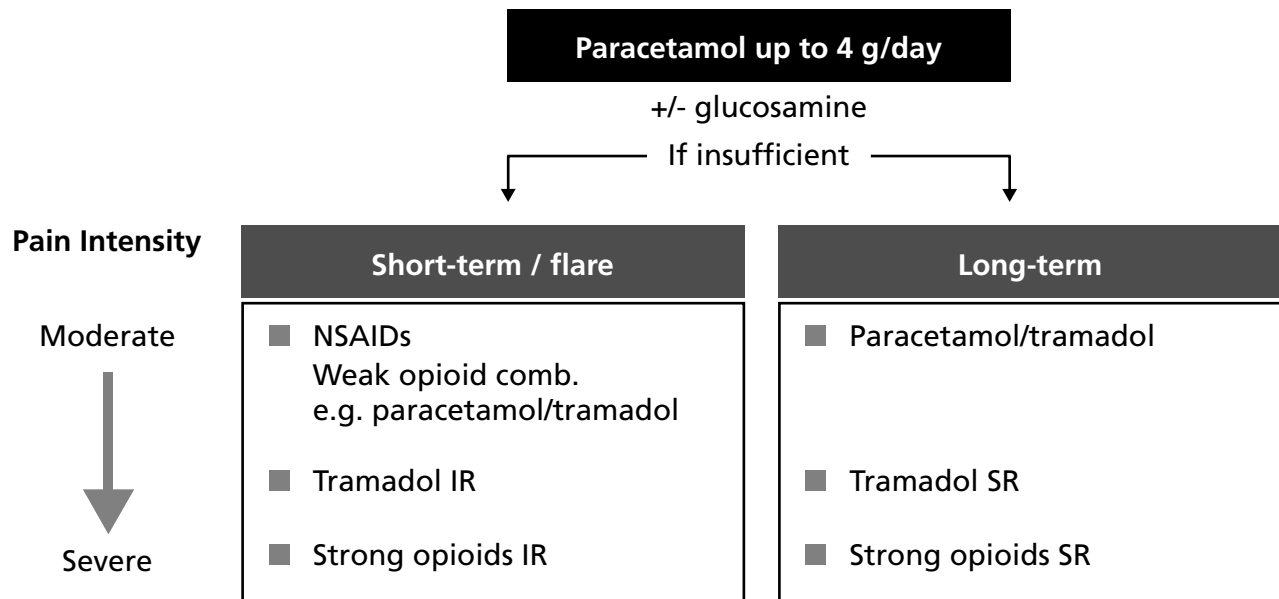 Paracetamol up to 4 g/day
+/- glucosamine
If insufficient
Pain Intensity
Short-term / flare
Long-term
Moderate
NSAIDs
Weak opioid comb.
e.g. paracetamol/tramadol
Paracetamol/tramadol
Tramadol IR
Tramadol SR
Severe
Strong opioids IR
Strong opioids SR